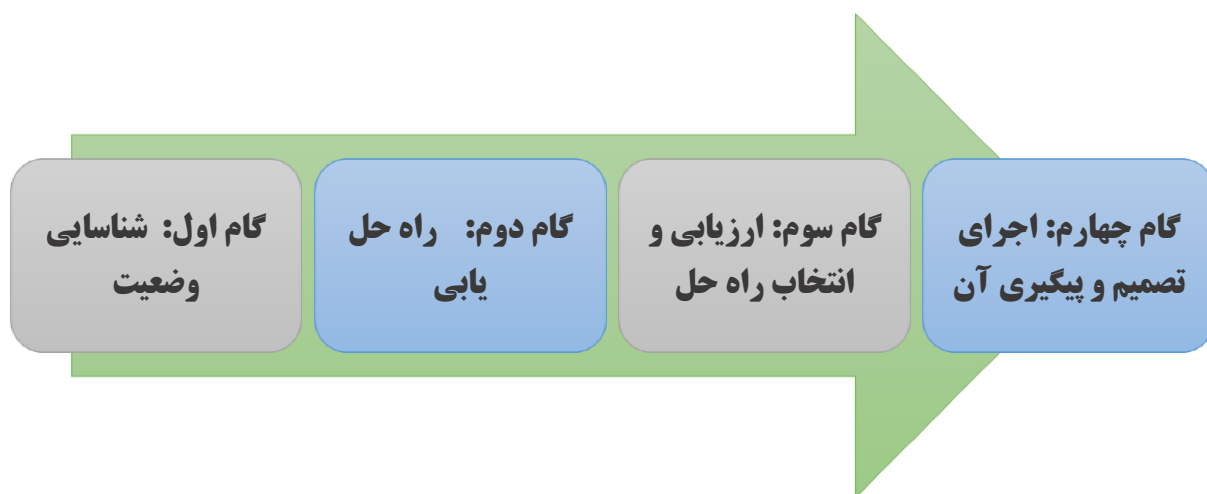 گام اول: شناسایی
وضعیت
گام دوم: راه حل
یابی
گام سوم: ارزیابی و
انتخاب راه حل
گام چهارم: اجرای
تصمیم و پیگیری آن